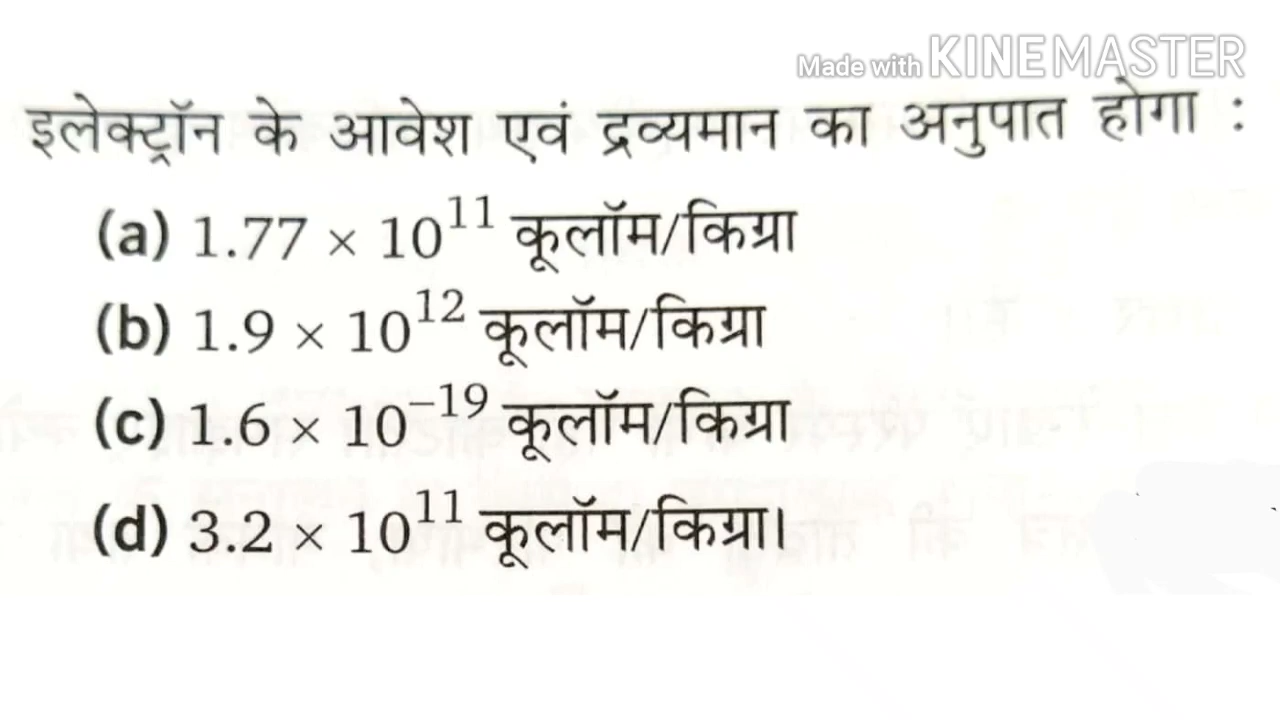 Made with KINEMASTER
इलेक्ट्रॉन के आवेश एवं द्रव्यमान का अनुपात होगा :
(a) 1.77 × 10¹¹ कूलॉम/किग्रा
(b) 1.9 × 10¹² कूलॉम/किग्रा
(c) 1.6 × 10⁻¹⁹ कूलॉम/किग्रा
(d) 3.2 × 10¹¹ कूलॉम/किग्रा।